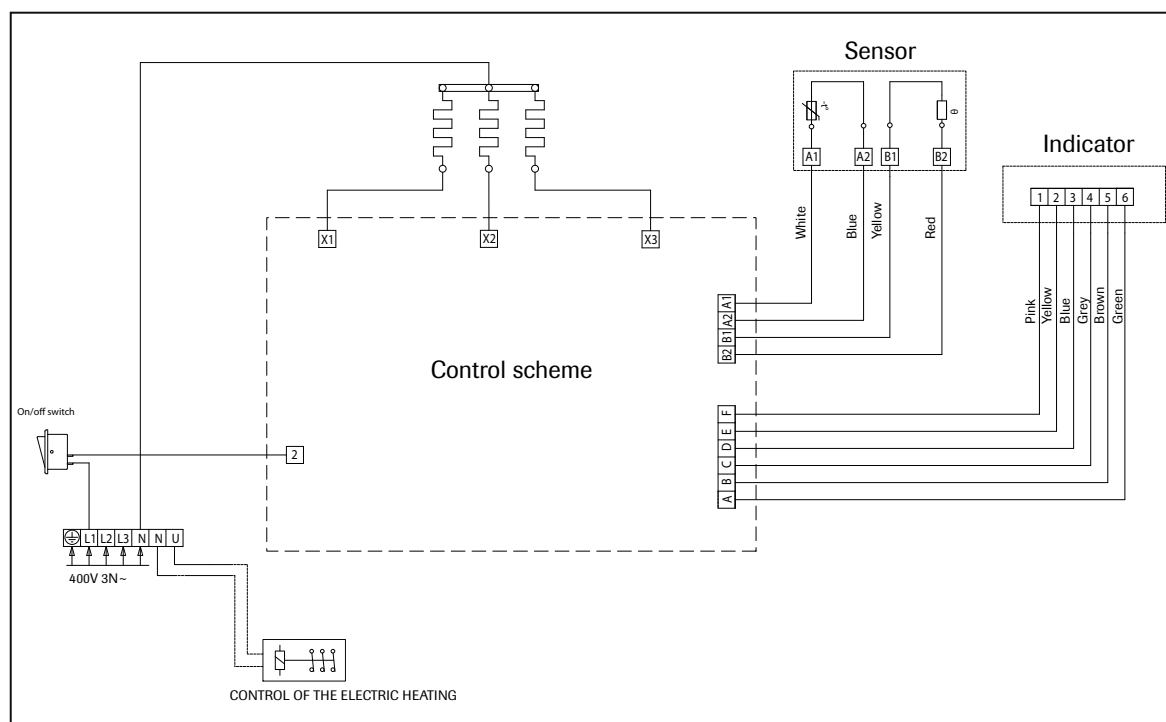 Sensor
θ
A1 A2 B1 B2
Indicator
1 2 3 4 5 6
White
Blue
Yellow
Red
Pink
Yellow
Blue
Grey
Brown
Green
X1 X2 X3
A1
A2
B1
B2
Control scheme
F
E
D
C
B
A
On/off switch
2
L1 L2 L3 N N U
400V 3N~
CONTROL OF THE ELECTRIC HEATING